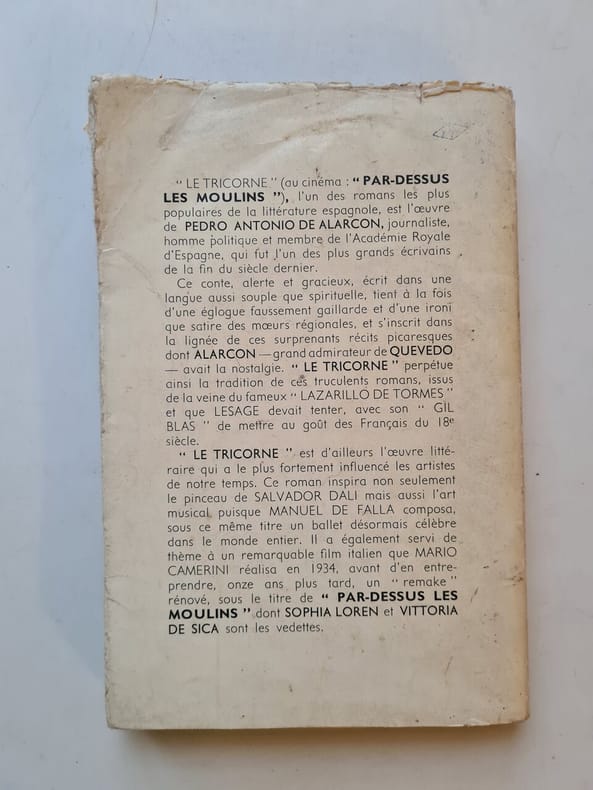 " LE TRICORNE " (au cinéma : " PAR-DESSUS
LES MOULINS "), l'un des romans les plus
populaires de la littérature espagnole, est l'œuvre
de PEDRO ANTONIO DE ALARCON, journaliste,
homme politique et membre de l'Académie Royale
d'Espagne, qui fut l'un des plus grands écrivains
de la fin du siècle dernier.
Ce conte, alerte et gracieux, écrit dans une
langue aussi souple que spirituelle, tient à la fois
d'une églogue faussement gaillarde et d'une ironi
que satire des mœurs régionales, et s'inscrit dans
la lignée de ces surprenants récits picaresques
dont ALARCON — grand admirateur de QUEVEDO
— avait la nostalgie. " LE TRICORNE " perpétue
ainsi la tradition de ces truculents romans, issus
de la veine du fameux " LAZARILLO DE TORMES "
et que LESAGE devait tenter, avec son " GIL
BLAS " de mettre au goût des Français du 18e
siècle.
" LE TRICORNE " est d'ailleurs l'œuvre litté-
raire qui a le plus fortement influencé les artistes
de notre temps. Ce roman inspira non seulement
le pinceau de SALVADOR DALI mais aussi l'art
musical puisque MANUEL DE FALLA composa,
sous ce même titre un ballet désormais célèbre
dans le monde entier. Il a également servi de
thème à un remarquable film italien que MARIO
CAMERINI réalisa en 1934, avant d'en entre-
prendre, onze ans plus tard, un " remake "
rénové, sous le titre de " PAR-DESSUS LES
MOULINS " dont SOPHIA LOREN et VITTORIA
DE SICA sont les vedettes.